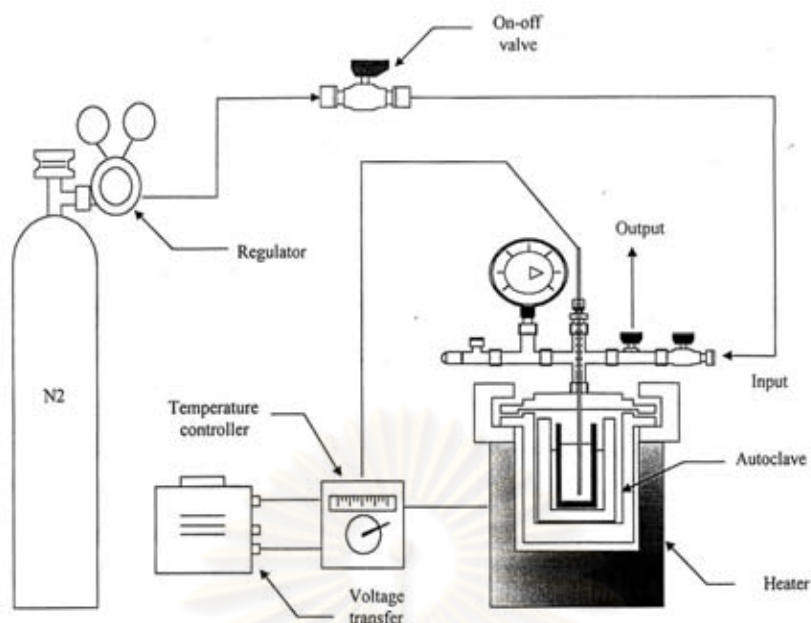 On-off
valve
Regulator
Output
N2
Input
Temperature
controller
Autoclave
Heater
Voltage
transfer